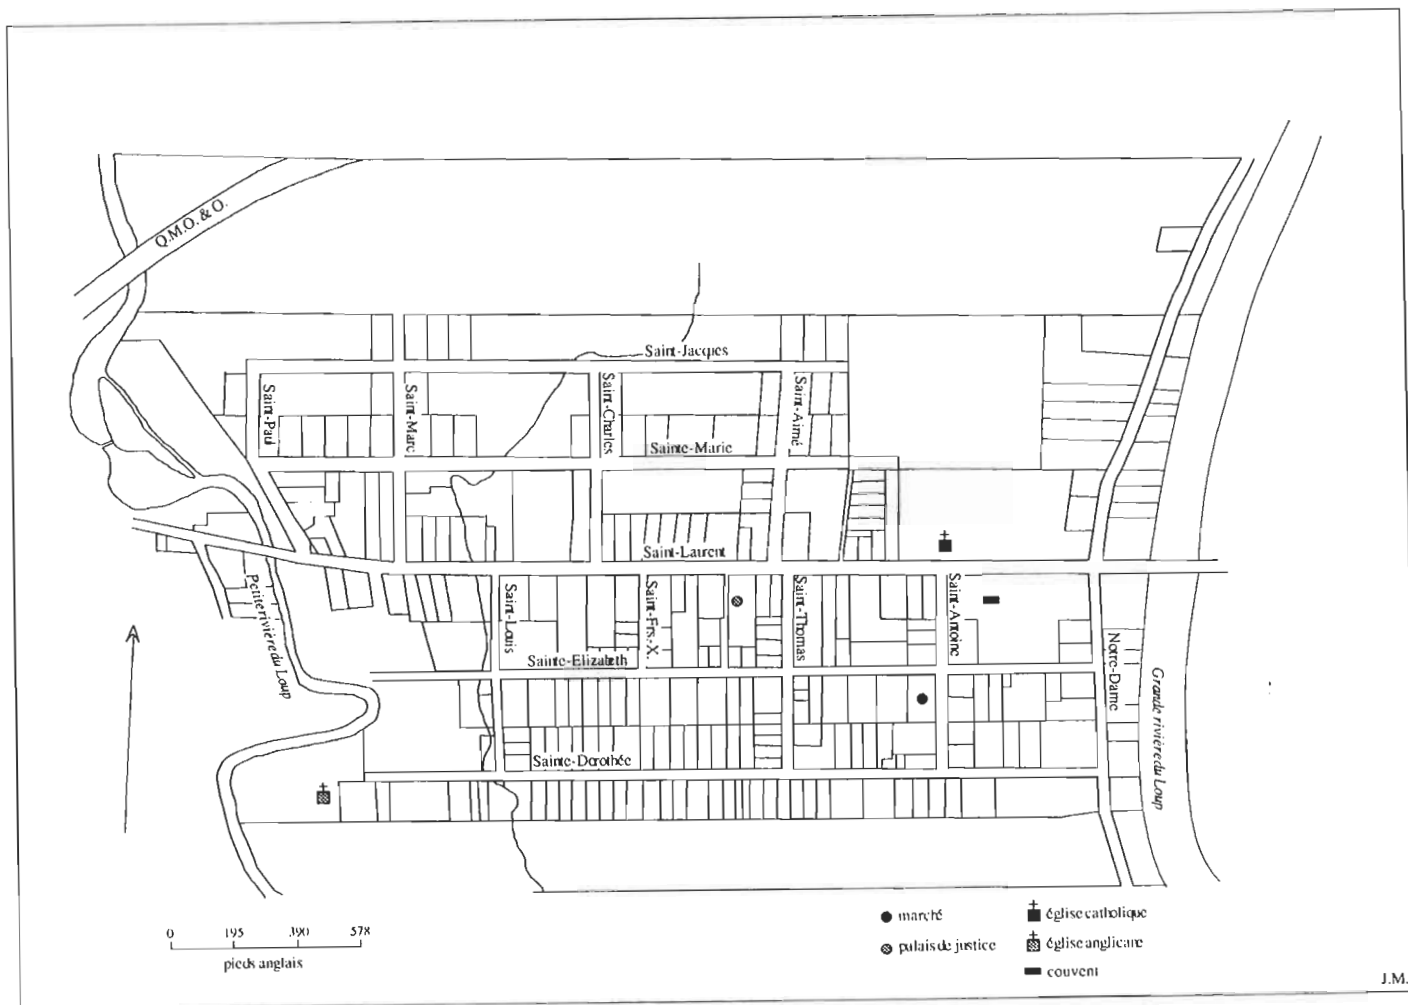 Q.M.O. & O.
Saint-Jacques
Saint-Paul
Saint-Marc
Saint-Charles
Saint-Aimé
Sainte-Marie
Saint-Laurent
Petite rivière du Loup
Saint-Louis
Saint-Frs.-X.
Saint-Thomas
Saint-Antoine
Notre-Dame
Grande rivière du Loup
Sainte-Elizabeth
Sainte-Dorothée
0 195 390 578
pieds anglais
marché
palais de justice
église catholique
église anglicane
couvent
J.M.